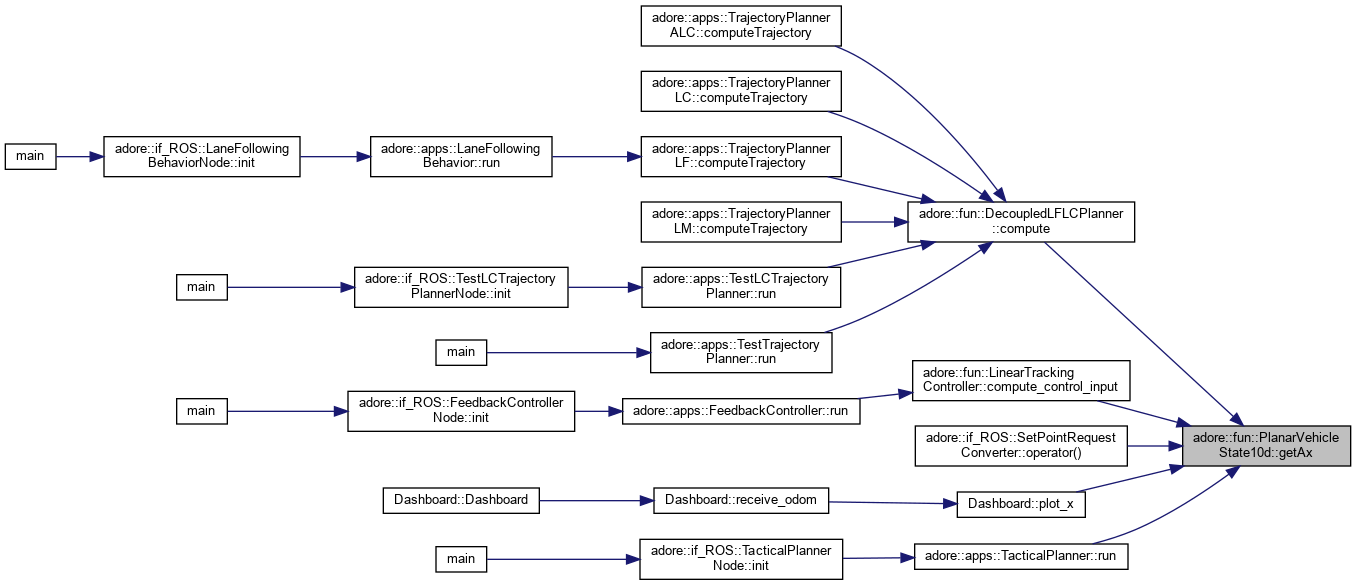 adore::apps::TrajectoryPlanner
ALC::computeTrajectory
adore::apps::TrajectoryPlanner
LC::computeTrajectory
main
adore::if_ROS::LaneFollowing
BehaviorNode::init
adore::apps::LaneFollowing
Behavior::run
adore::apps::TrajectoryPlanner
LF::computeTrajectory
adore::apps::TrajectoryPlanner
LM::computeTrajectory
adore::fun::DecoupledLFLCPlanner
::compute
main
adore::if_ROS::TestLCTrajectory
PlannerNode::init
adore::apps::TestLCTrajectory
Planner::run
main
adore::apps::TestTrajectory
Planner::run
adore::fun::LinearTracking
Controller::compute_control_input
main
adore::if_ROS::FeedbackController
Node::init
adore::apps::FeedbackController::run
adore::if_ROS::SetPointRequest
Converter::operator()
adore::fun::PlanarVehicle
State10d::getAx
Dashboard::Dashboard
Dashboard::receive_odom
Dashboard::plot_x
main
adore::if_ROS::TacticalPlanner
Node::init
adore::apps::TacticalPlanner::run